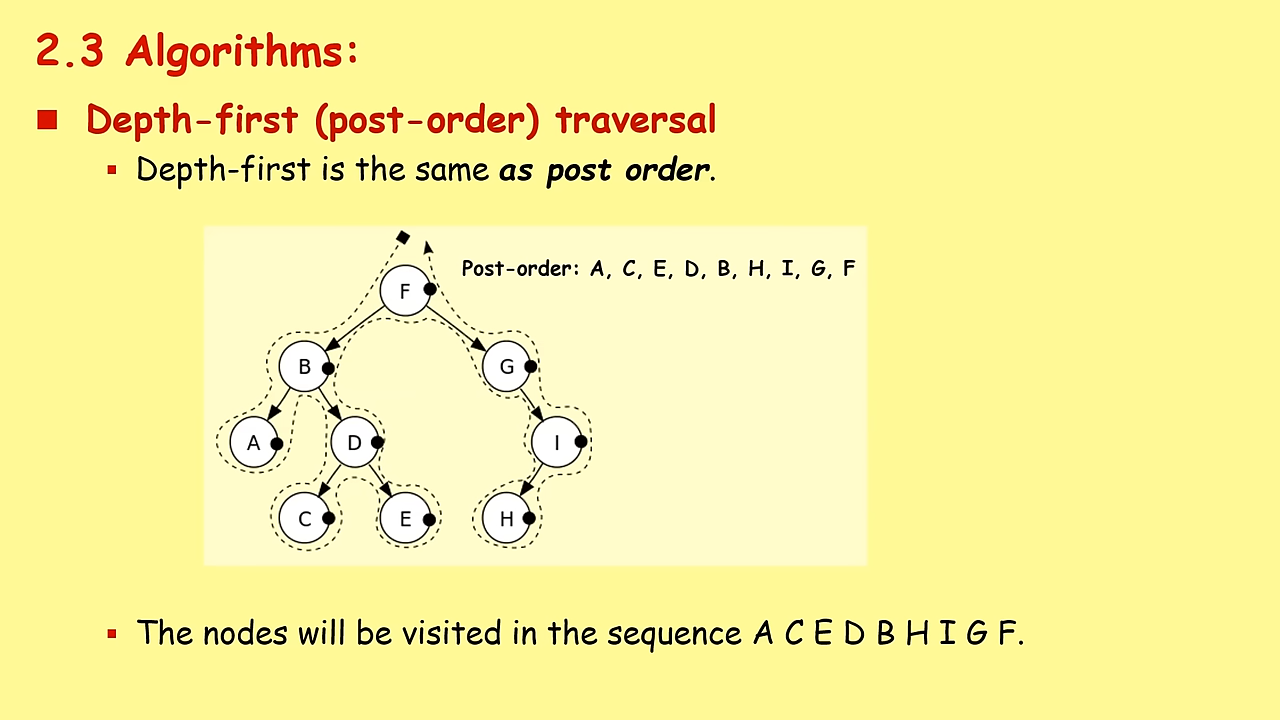 2.3 Algorithms:
Depth-first (post-order) traversal
Depth-first is the same as post order.
Post-order: A, C, E, D, B, H, I, G, F
F
B
G
A
D
I
C
E
H
The nodes will be visited in the sequence A C E D B H I G F.